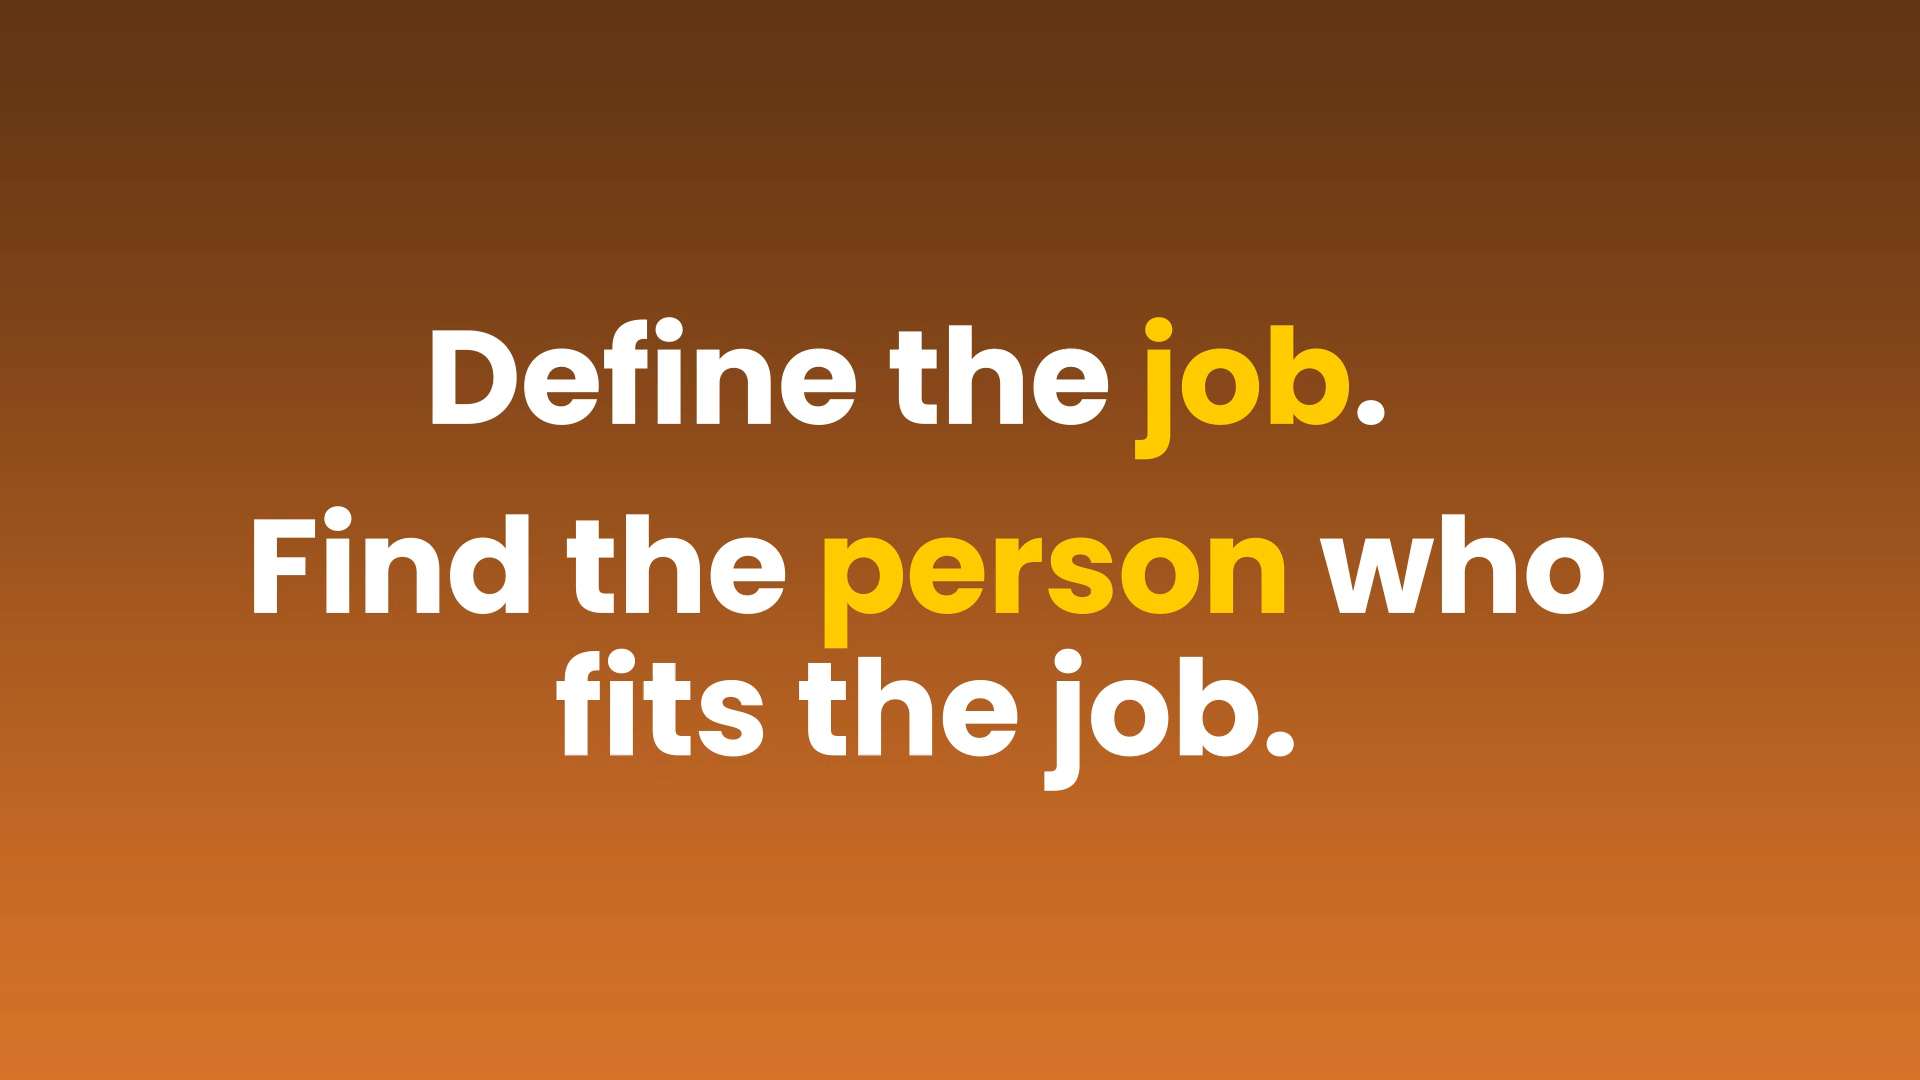 Define the job.
Find the person who
fits the job.